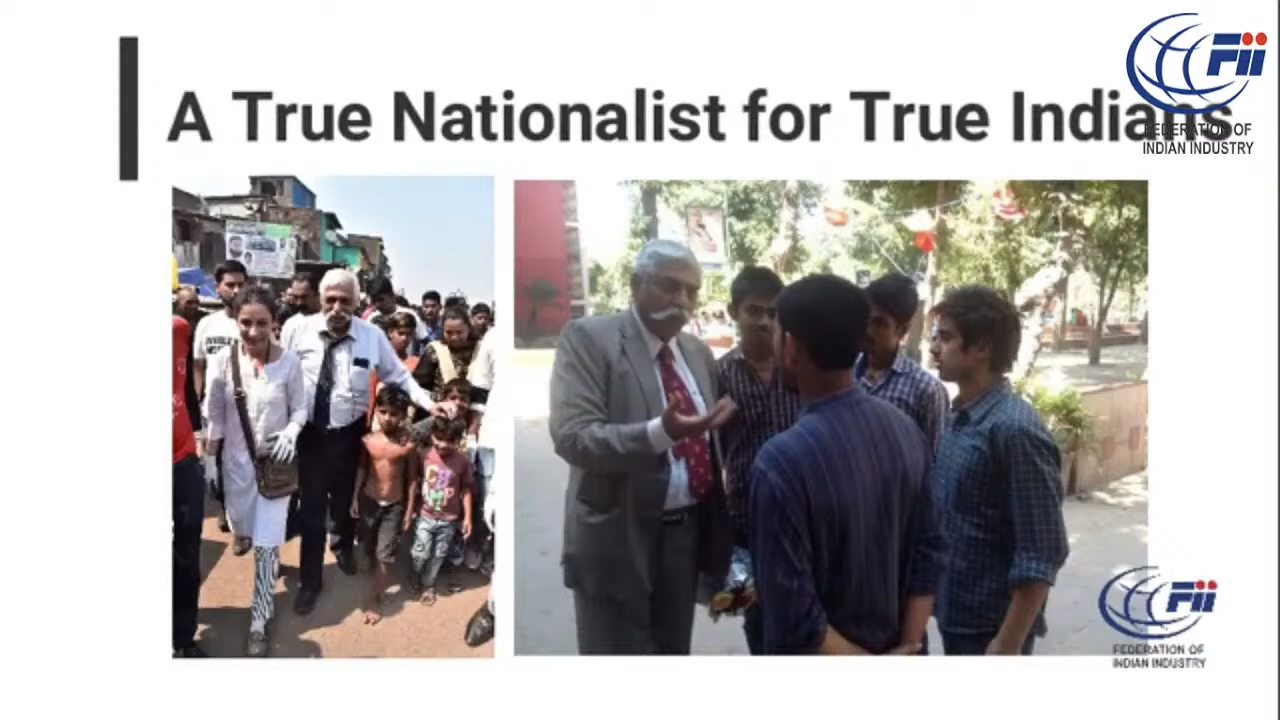 A True Nationalist for True Indians
Fii
FEDERATION OF
INDIAN INDUSTRY
Fii
FEDERATION OF
INDIAN INDUSTRY